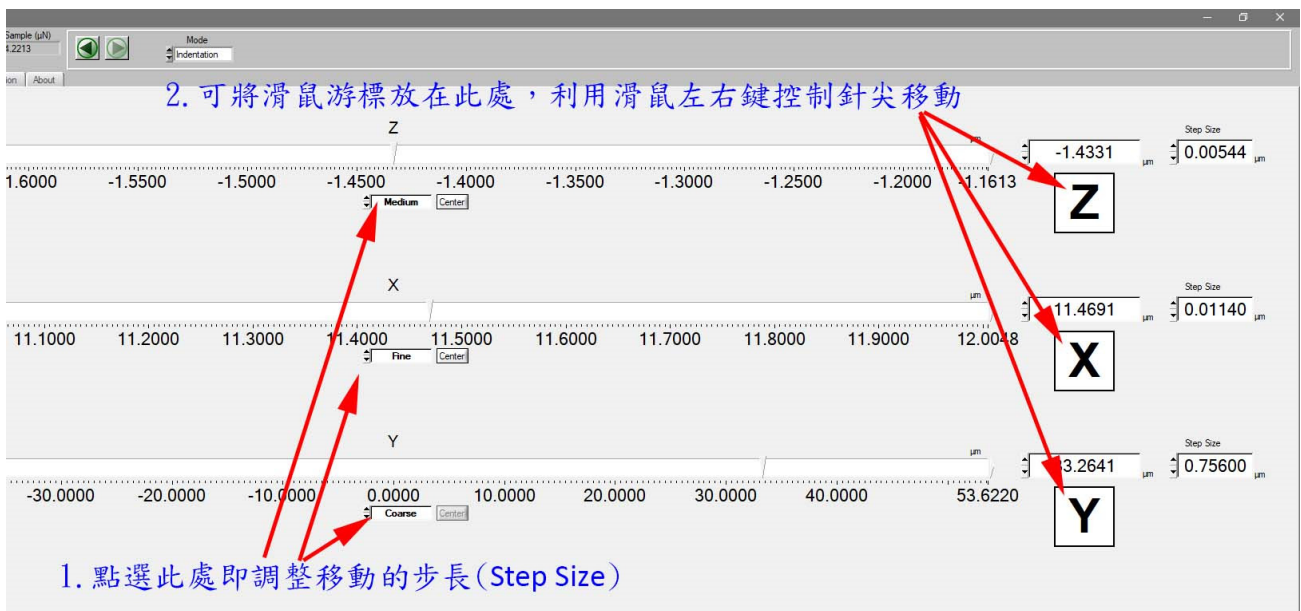 Sample (µN)
4.2213
Mode
Indentation
ion About
2. 可將滑鼠游標放在此處，利用滑鼠左右鍵控制針尖移動
Z
µm
-1.4331 µm
Step Size
0.00544 µm
1.6000 -1.5500 -1.5000 -1.4500 -1.4000 -1.3500 -1.3000 -1.2500 -1.2000 -1.1613
Medium Center
Z
X
µm
11.4691 µm
Step Size
0.01140 µm
11.1000 11.2000 11.3000 11.4000 11.5000 11.6000 11.7000 11.8000 11.9000 12.0048
Fine Center
X
Y
µm
33.2641 µm
Step Size
0.75600 µm
-30.0000 -20.0000 -10.0000 0.0000 10.0000 20.0000 30.0000 40.0000 53.6220
Coarse Center
Y
1. 點選此處即調整移動的步長(Step Size)